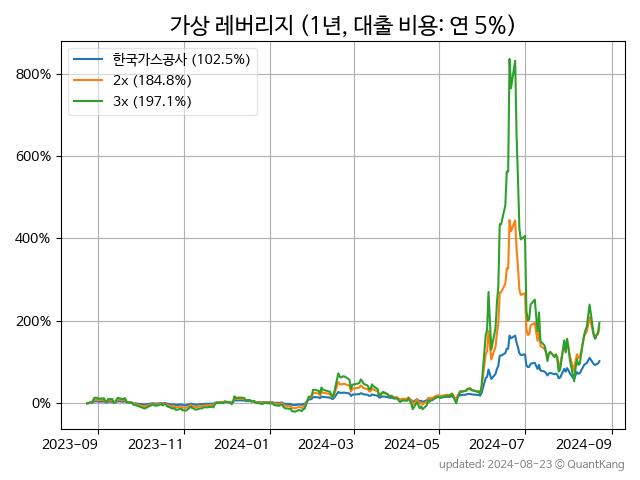 가상 레버리지 (1년, 대출 비용: 연 5%)
한국가스공사 (102.5%)
2x (184.8%)
3x (197.1%)
800%
600%
400%
200%
0%
2023-09 2023-11 2024-01 2024-03 2024-05 2024-07 2024-09
updated: 2024-08-23 © QuantKang